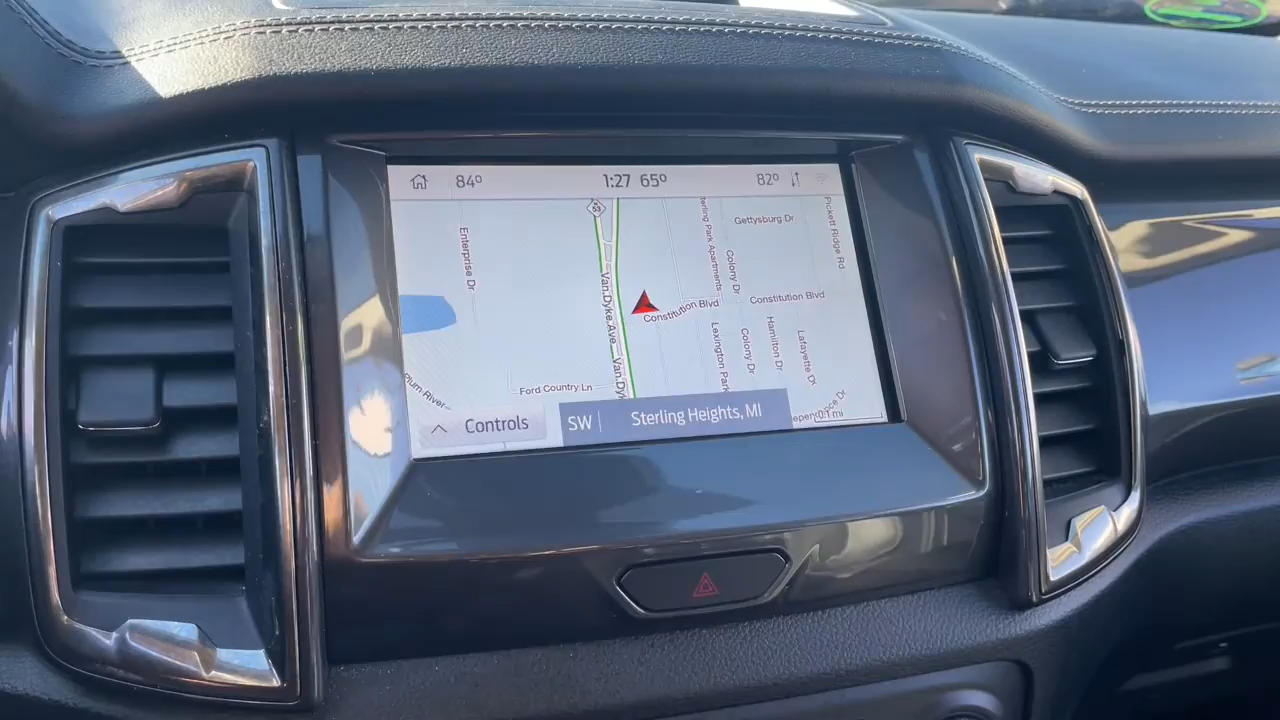 84° 1:27 65° 82°
53
Gettysburg Dr
Pickett Ridge Rd
Enterprise Dr
Sterling Park Apartments
Colony Dr
Van Dyke Ave
Constitution Blvd
Constitution Blvd
Lexington Park
Colony Dr
Hamilton Dr
Lafayette Dr
Ford Country Ln
0.1 mi
Controls
SW
Sterling Heights, MI